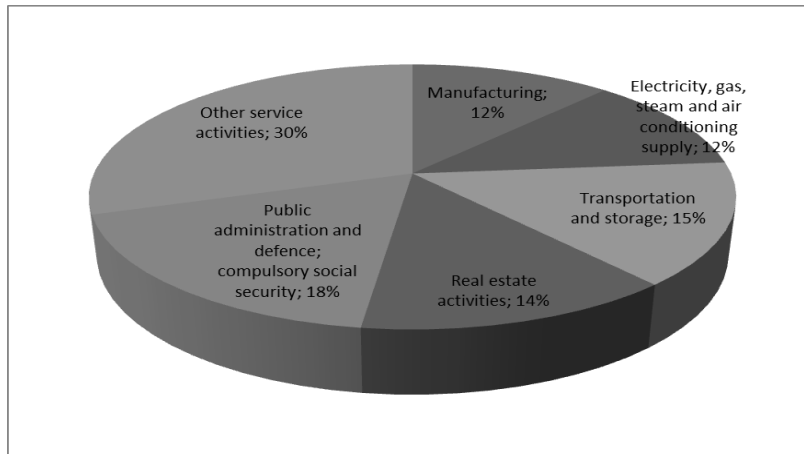 Manufacturing;
12%
Electricity, gas,
steam and air
conditioning
supply; 12%
Transportation
and storage; 15%
Real estate
activities; 14%
Public
administration and
defence;
compulsory social
security; 18%
Other service
activities; 30%